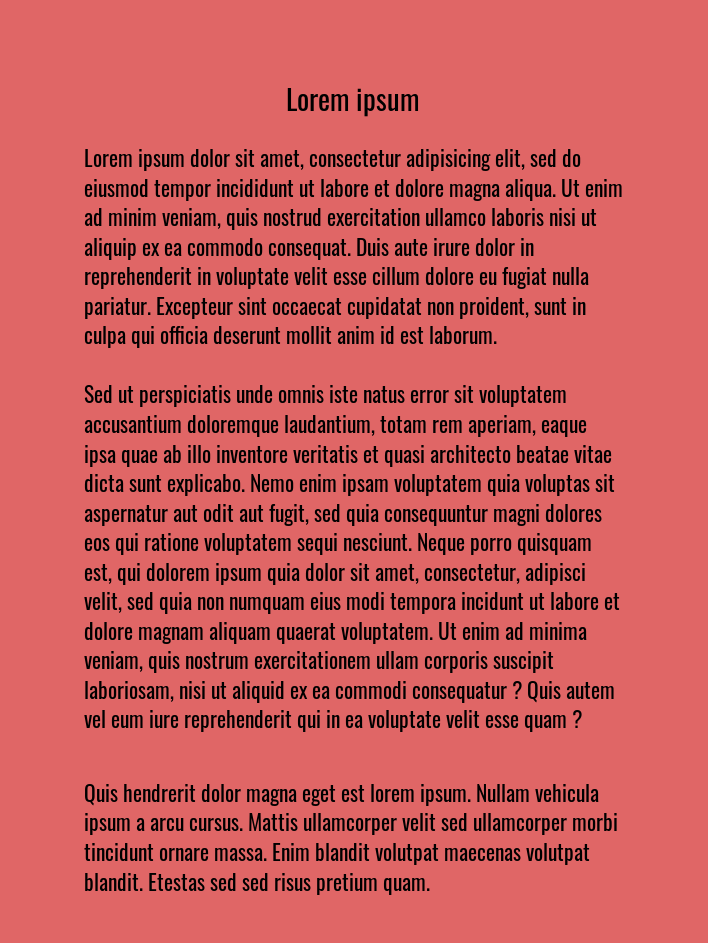 Lorem ipsum
Lorem ipsum dolor sit amet, consectetur adipisicing elit, sed do
eiusmod tempor incididunt ut labore et dolore magna aliqua. Ut enim
ad minim veniam, quis nostrud exercitation ullamco laboris nisi ut
aliquip ex ea commodo consequat. Duis aute irure dolor in
reprehenderit in voluptate velit esse cillum dolore eu fugiat nulla
pariatur. Excepteur sint occaecat cupidatat non proident, sunt in
culpa qui officia deserunt mollit anim id est laborum.
Sed ut perspiciatis unde omnis iste natus error sit voluptatem
accusantium doloremque laudantium, totam rem aperiam, eaque
ipsa quae ab illo inventore veritatis et quasi architecto beatae vitae
dicta sunt explicabo. Nemo enim ipsam voluptatem quia voluptas sit
aspernatur aut odit aut fugit, sed quia consequuntur magni dolores
eos qui ratione voluptatem sequi nesciunt. Neque porro quisquam
est, qui dolorem ipsum quia dolor sit amet, consectetur, adipisci
velit, sed quia non numquam eius modi tempora incidunt ut labore et
dolore magnam aliquam quaerat voluptatem. Ut enim ad minima
veniam, quis nostrum exercitationem ullam corporis suscipit
laboriosam, nisi ut aliquid ex ea commodi consequatur ? Quis autem
vel eum iure reprehenderit qui in ea voluptate velit esse quam ?
Quis hendrerit dolor magna eget est lorem ipsum. Nullam vehicula
ipsum a arcu cursus. Mattis ullamcorper velit sed ullamcorper morbi
tincidunt ornare massa. Enim blandit volutpat maecenas volutpat
blandit. Etestas sed sed risus pretium quam.